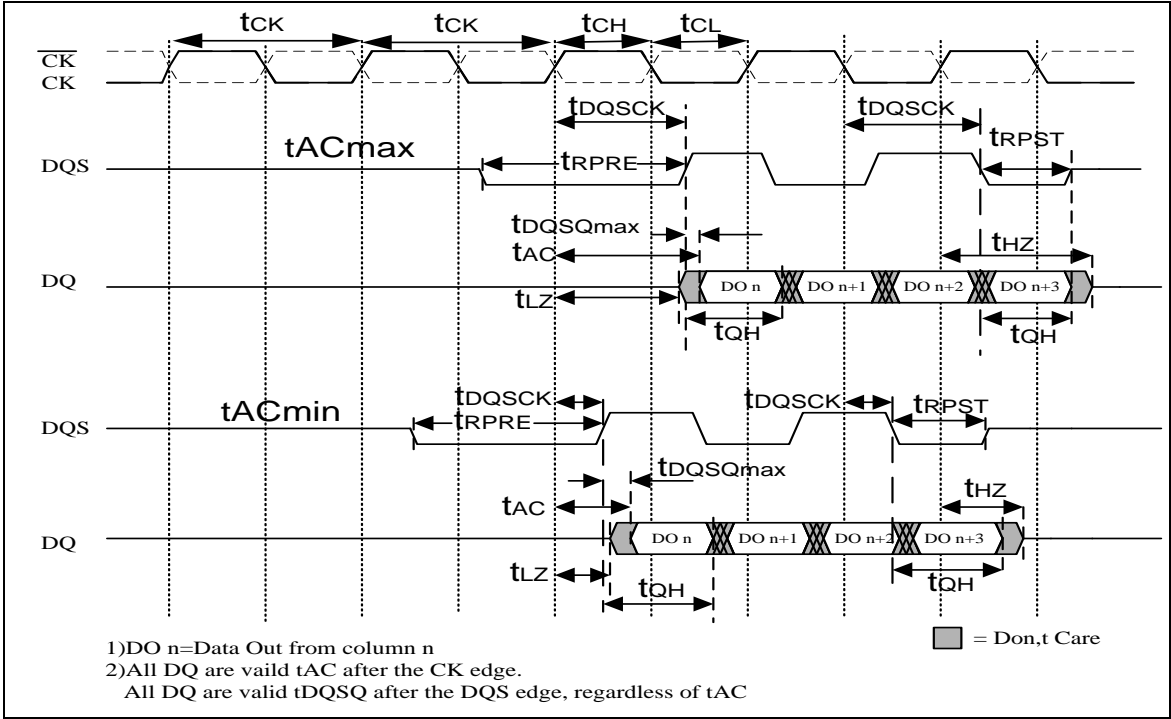 tCK tCK tCH tCL
CK
CK
tDQSCK tDQSCK
tACmax tRPST
DQS tRPRE
tDQSQmax
tAC tHZ
DQ DO n DO n+1 DO n+2 DO n+3
tLZ
tQH tQH
tDQSCK tDQSCK
tACmin tRPST
DQS tRPRE
tDQSQmax
tAC tHZ
DQ DO n DO n+1 DO n+2 DO n+3
tLZ
tQH tQH
1)DO n=Data Out from column n
= Don,t Care
2)All DQ are vaild tAC after the CK edge.
All DQ are valid tDQSQ after the DQS edge, regardless of tAC